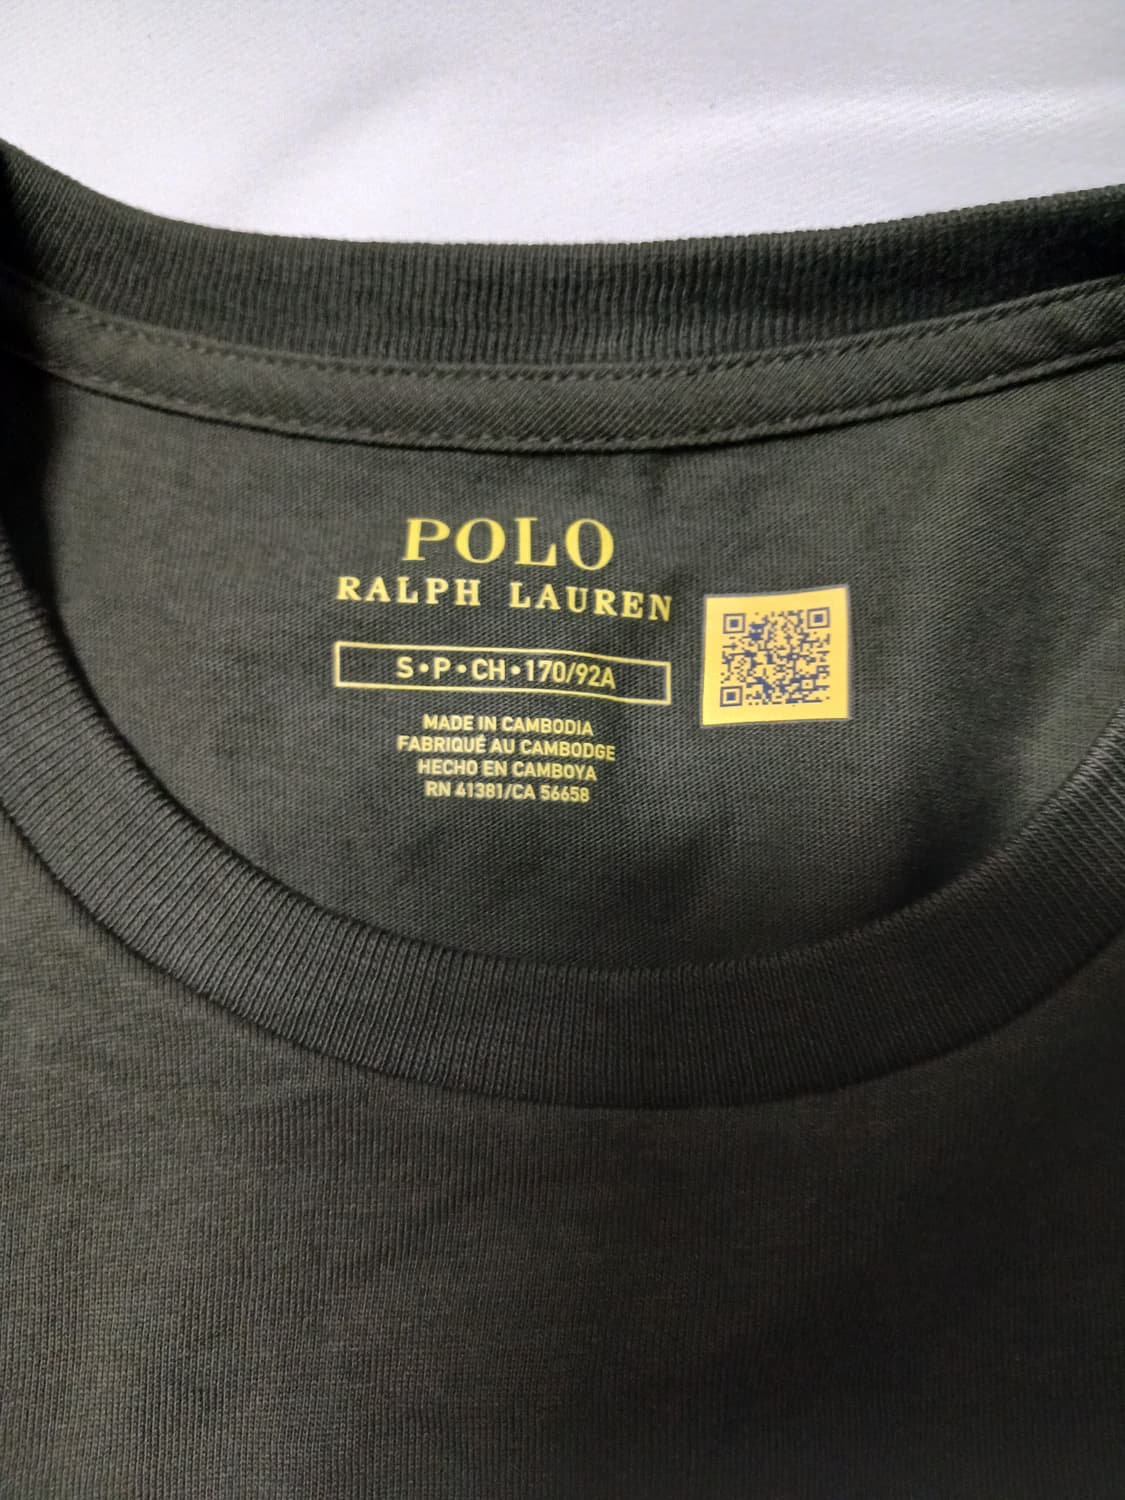 POLO
RALPH LAUREN
S•P•CH•170/92A
MADE IN CAMBODIA
FABRIQUÉ AU CAMBODGE
HECHO EN CAMBOYA
RN 41381/CA 56658